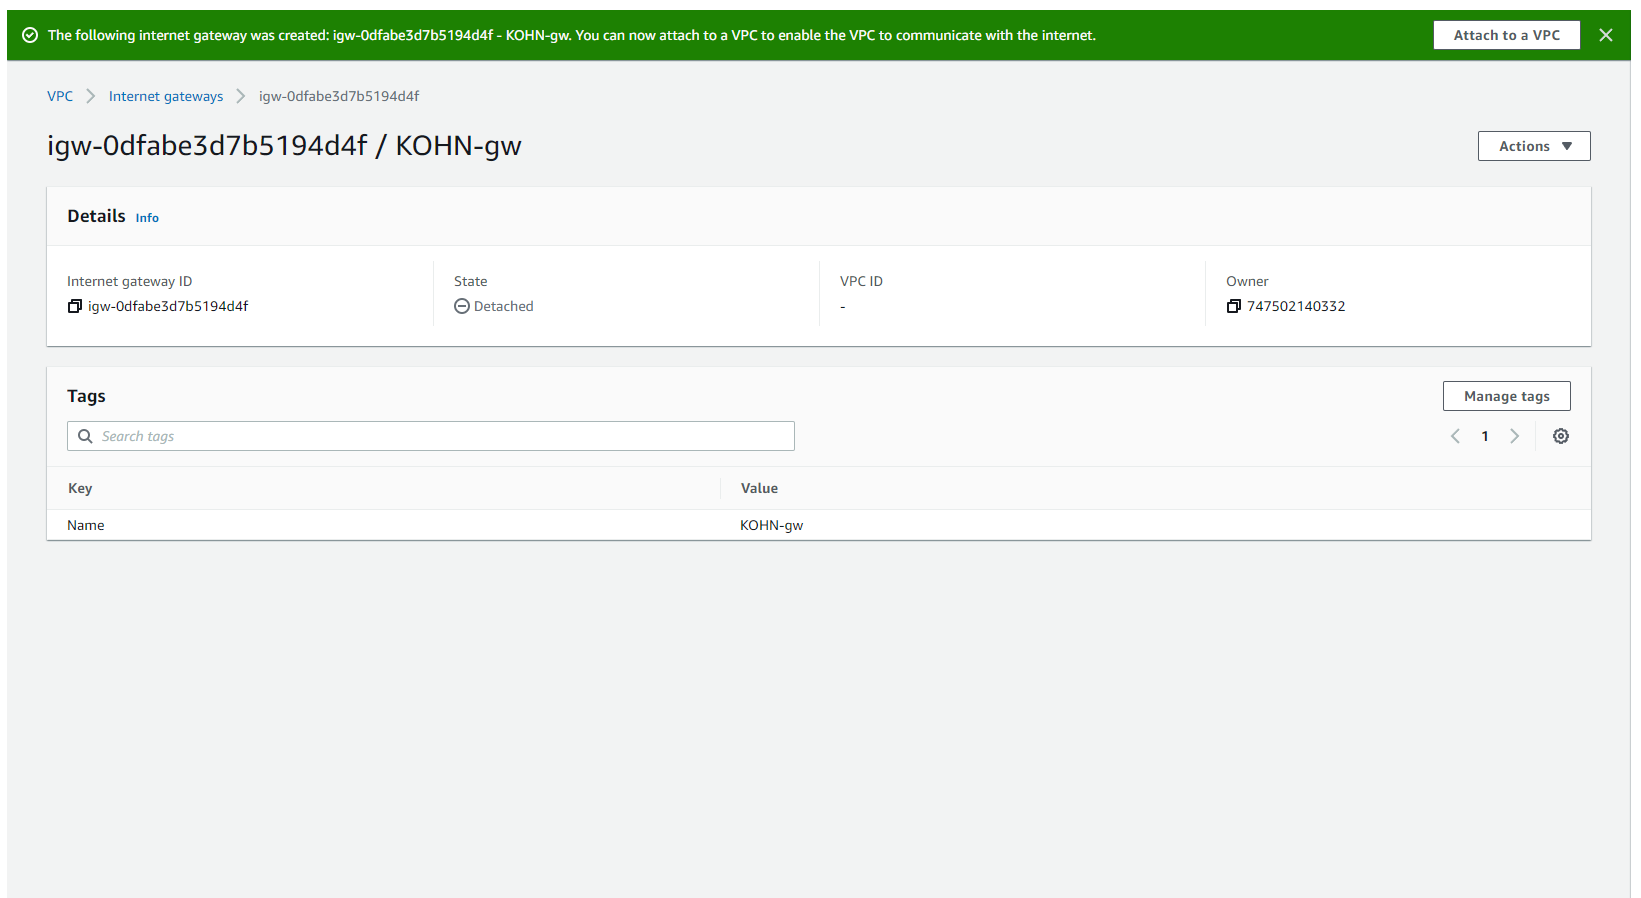 The following internet gateway was created: igw-0dfabe3d7b5194d4f - KOHN-gw. You can now attach to a VPC to enable the VPC to communicate with the internet.
Attach to a VPC
VPC
Internet gateways
igw-0dfabe3d7b5194d4f
igw-0dfabe3d7b5194d4f / KOHN-gw
Actions
Details Info
Internet gateway ID
igw-0dfabe3d7b5194d4f
State
Detached
VPC ID
-
Owner
747502140332
Tags
Manage tags
Search tags
1
Key
Value
Name
KOHN-gw